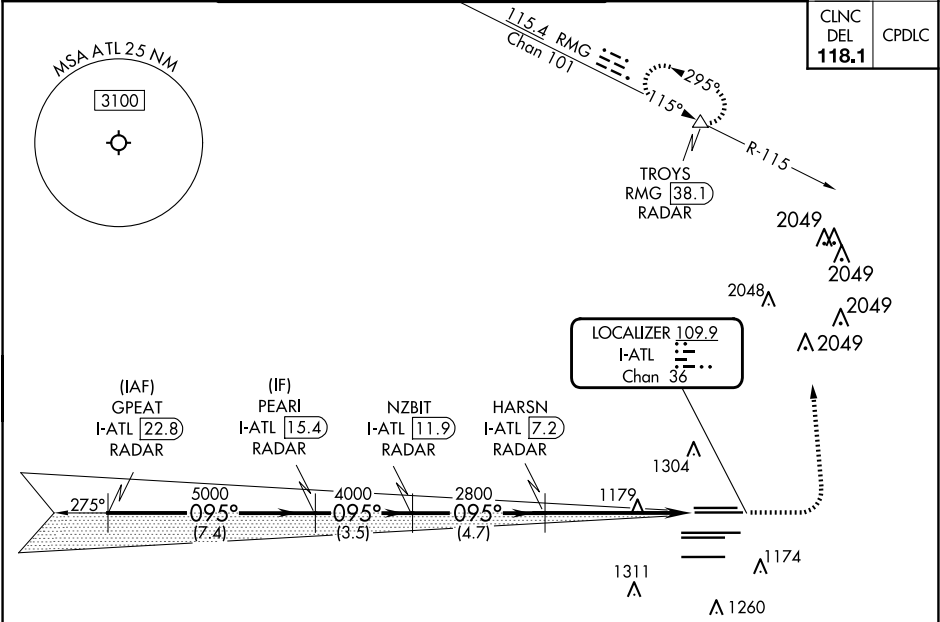 CLNC
DEL
118.1
CPDLC
MSA ATL 25 NM
3100
115.4 RMG
Chan 101
295°
115°
R-115
TROYS
RMG 38.1
RADAR
2049
2049
2048
2049
2049
LOCALIZER 109.9
I-ATL
Chan 36
(IAF)
GPEAT
I-ATL 22.8
RADAR
(IF)
PEARI
I-ATL 15.4
RADAR
NZBIT
I-ATL 11.9
RADAR
HARSN
I-ATL 7.2
RADAR
1304
1179
275°
5000
095°
(7.4)
4000
095°
(3.5)
2800
095°
(4.7)
1174
1311
1260